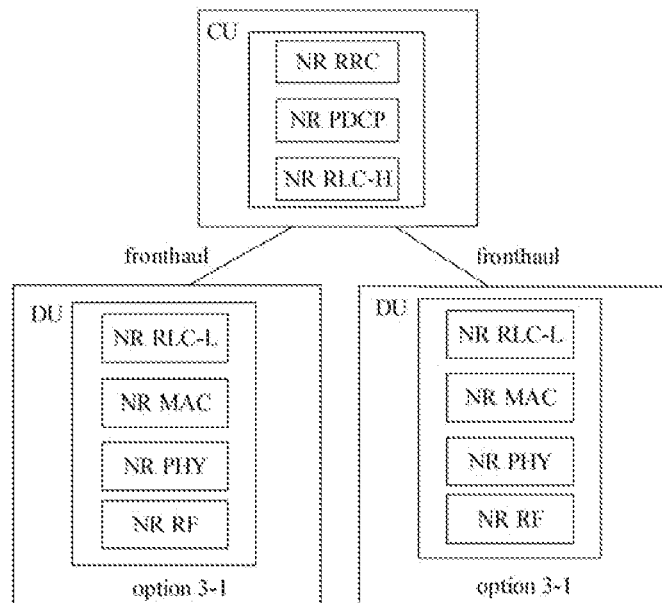 CU
NR RRC
NR PDCP
NR RLC-H
fronthaul
fronthaul
DU
NR RLC-L
NR MAC
NR PHY
NR RF
option 3-1
DU
NR RLC-L
NR MAC
NR PHY
NR RF
option 3-1